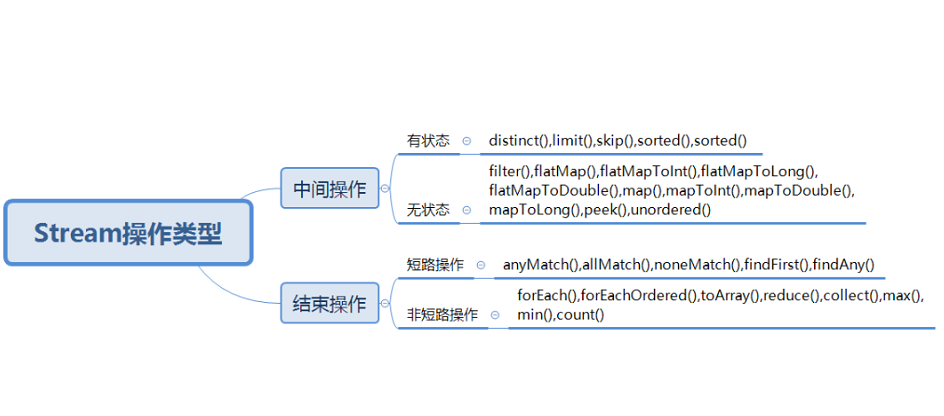 Stream操作类型
中间操作
有状态
distinct(),limit(),skip(),sorted(),sorted()
无状态
filter(),flatMap(),flatMapToInt(),flatMapToLong(),
flatMapToDouble(),map(),mapToInt(),mapToDouble(),
mapToLong(),peek(),unordered()
结束操作
短路操作
anyMatch(),allMatch(),noneMatch(),findFirst(),findAny()
非短路操作
forEach(),forEachOrdered(),toArray(),reduce(),collect(),max(),
min(),count()